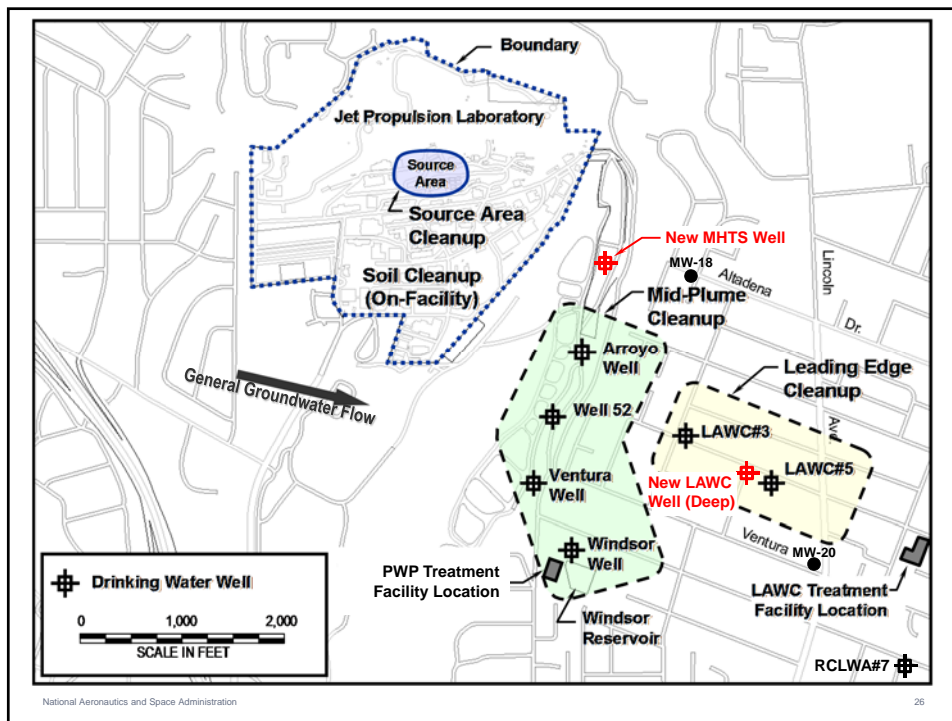 Boundary
Jet Propulsion Laboratory
Source
Area
Source Area
Cleanup
Soil Cleanup
(On-Facility)
New MHTS Well
MW-18
Altadena
Dr.
Lincoln
Ave.
Mid-Plume
Cleanup
General Groundwater Flow
Arroyo
Well
Leading Edge
Cleanup
Well 52
LAWC#3
Ventura
Well
New LAWC
Well (Deep)
LAWC#5
Windsor
Well
Ventura
MW-20
PWP Treatment
Facility Location
LAWC Treatment
Facility Location
Windsor
Reservoir
RCLWA#7
Drinking Water Well
0 1,000 2,000
SCALE IN FEET
National Aeronautics and Space Administration
26